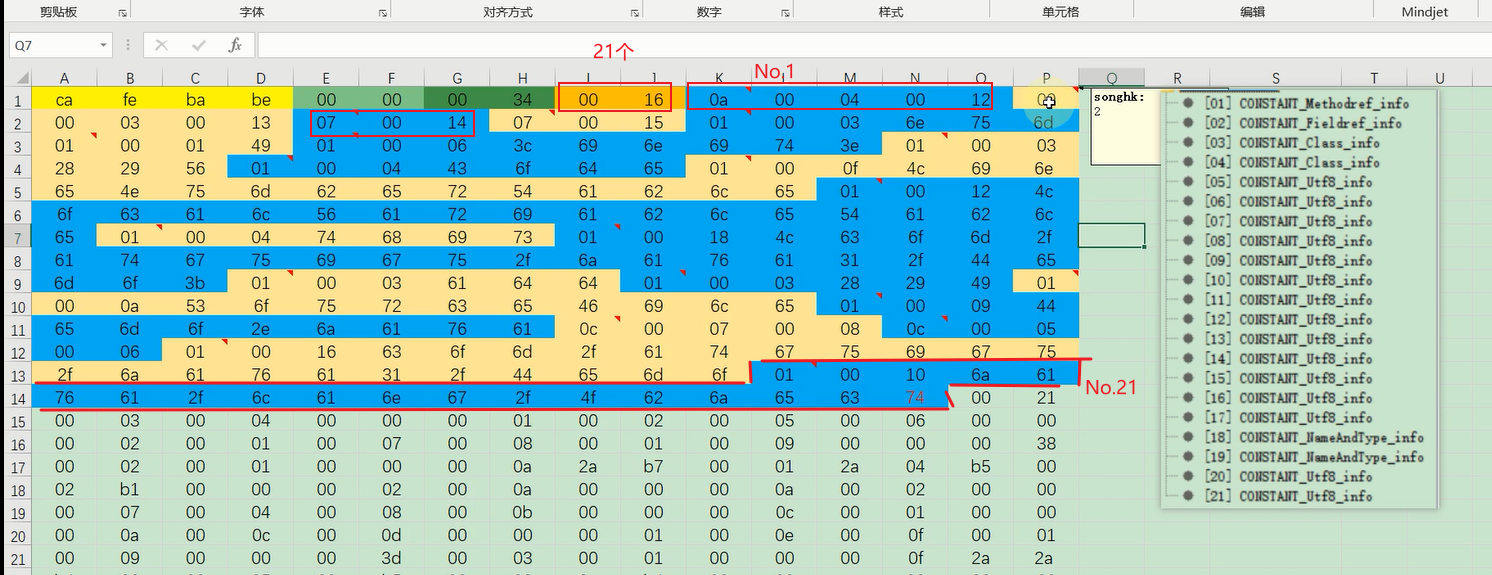 剪贴板 字体 对齐方式 数字 样式 单元格 编辑 Mindjet
Q7 fx
21个
No.1
A B C D E F G H I J K L M N O P Q R S T U
1 ca fe ba be 00 00 00 34 00 16 0a 00 04 00 12 09
2 00 03 00 13 07 00 14 07 00 15 01 00 03 6e 75 6d
3 01 00 01 49 01 00 06 3c 69 6e 69 74 3e 01 00 03
4 28 29 56 01 00 04 43 6f 64 65 01 00 0f 4c 69 6e
5 65 4e 75 6d 62 65 72 54 61 62 6c 65 01 00 12 4c
6 6f 63 61 6c 56 61 72 69 61 62 6c 65 54 61 62 6c
7 65 01 00 04 74 68 69 73 01 00 18 4c 63 6f 6d 2f
8 61 74 67 75 69 67 75 2f 6a 61 76 61 31 2f 44 65
9 6d 6f 3b 01 00 03 61 64 64 01 00 03 28 29 49 01
10 00 0a 53 6f 75 72 63 65 46 69 6c 65 01 00 09 44
11 65 6d 6f 2e 6a 61 76 61 0c 00 07 00 08 0c 00 05
12 00 06 01 00 16 63 6f 6d 2f 61 74 67 75 69 67 75
13 2f 6a 61 76 61 31 2f 44 65 6d 6f 01 00 10 6a 61
No.21
14 76 61 2f 6c 61 6e 67 2f 4f 62 6a 65 63 74 00 21
15 00 03 00 04 00 00 00 01 00 02 00 05 00 06 00 00
16 00 01 00 01 00 07 00 08 00 01 00 09 00 00 00 38
17 00 02 00 01 00 00 00 0a 2a b7 00 01 2a 04 b5 00
18 02 b1 00 00 00 02 00 0a 00 00 00 0a 00 02 00 00
19 00 07 00 04 00 08 00 0b 00 00 00 0c 00 01 00 00
20 00 0a 00 0c 00 0d 00 00 00 01 00 0e 00 0f 00 01
21 00 09 00 00 00 3d 00 03 00 01 00 00 00 0f 2a 2a
songhk:
2
[01] CONSTANT_Methodref_info
[02] CONSTANT_Fieldref_info
[03] CONSTANT_Class_info
[04] CONSTANT_Class_info
[05] CONSTANT_Utf8_info
[06] CONSTANT_Utf8_info
[07] CONSTANT_Utf8_info
[08] CONSTANT_Utf8_info
[09] CONSTANT_Utf8_info
[10] CONSTANT_Utf8_info
[11] CONSTANT_Utf8_info
[12] CONSTANT_Utf8_info
[13] CONSTANT_Utf8_info
[14] CONSTANT_Utf8_info
[15] CONSTANT_Utf8_info
[16] CONSTANT_Utf8_info
[17] CONSTANT_Utf8_info
[18] CONSTANT_NameAndType_info
[19] CONSTANT_NameAndType_info
[20] CONSTANT_Utf8_info
[21] CONSTANT_Utf8_info